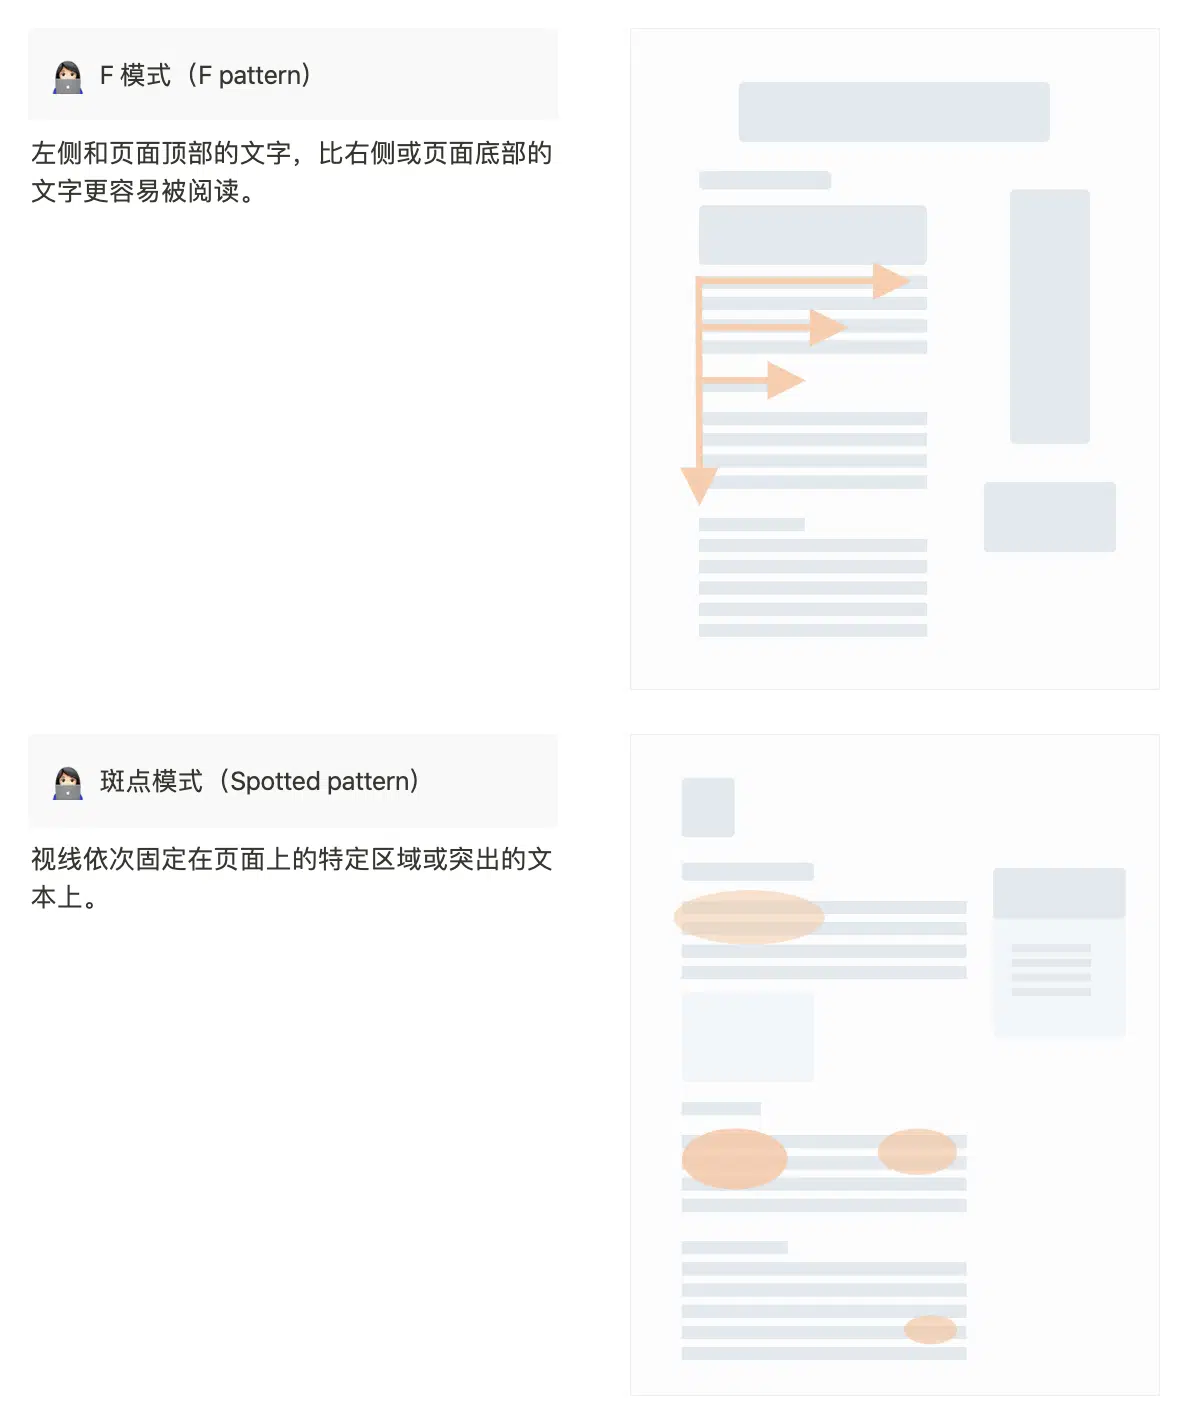 F 模式（F pattern）
左侧和页面顶部的文字，比右侧或页面底部的
文字更容易被阅读。
斑点模式（Spotted pattern）
视线依次固定在页面上的特定区域或突出的文
本上。